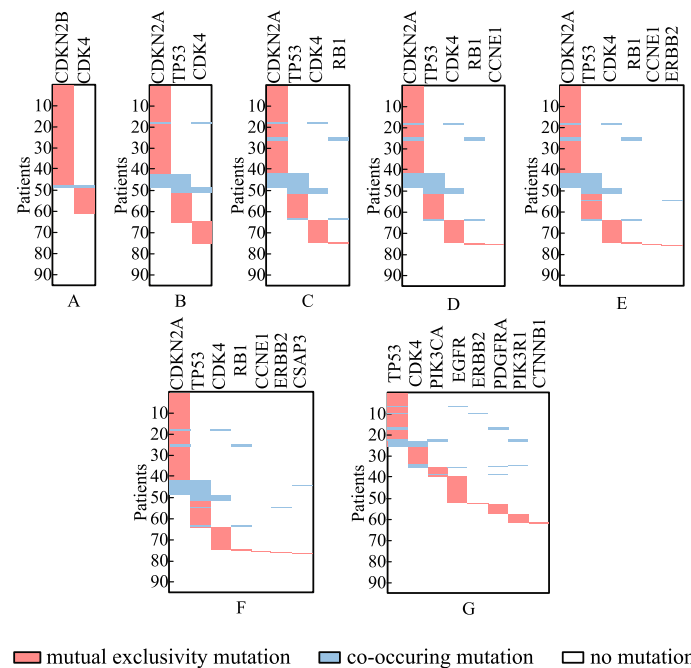 CDKN2B
CDK4
Patients
10
20
30
40
50
60
70
80
90
A
CDKN2A
TP53
CDK4
Patients
10
20
30
40
50
60
70
80
90
B
CDKN2A
TP53
CDK4
RB1
Patients
10
20
30
40
50
60
70
80
90
C
CDKN2A
TP53
CDK4
RB1
CCNE1
Patients
10
20
30
40
50
60
70
80
90
D
CDKN2A
TP53
CDK4
RB1
CCNE1
ERBB2
Patients
10
20
30
40
50
60
70
80
90
E
CDKN2A
TP53
CDK4
RB1
CCNE1
ERBB2
CSAP3
Patients
10
20
30
40
50
60
70
80
90
F
TP53
CDK4
PIK3CA
EGFR
ERBB2
PDGFRA
PIK3R1
CTNNB1
Patients
10
20
30
40
50
60
70
80
90
G
mutual exclusivity mutation
co-occuring mutation
no mutation